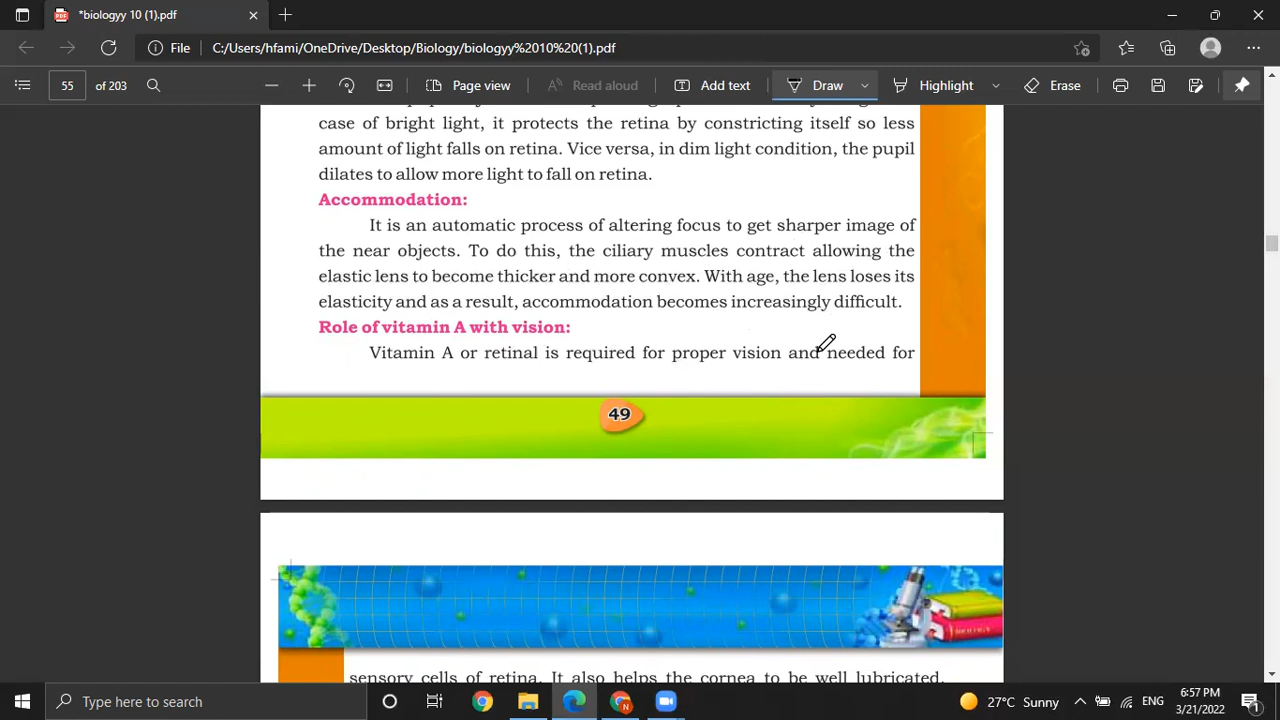 *biologyy 10 (1).pdf
File
C:/Users/hfami/OneDrive/Desktop/Biology/biologyy%2010%20(1).pdf
55 of 203
Page view
Read aloud
Add text
Draw
Highlight
Erase
case of bright light, it protects the retina by constricting itself so less
amount of light falls on retina. Vice versa, in dim light condition, the pupil
dilates to allow more light to fall on retina.
Accommodation:
It is an automatic process of altering focus to get sharper image of
the near objects. To do this, the ciliary muscles contract allowing the
elastic lens to become thicker and more convex. With age, the lens loses its
elasticity and as a result, accommodation becomes increasingly difficult.
Role of vitamin A with vision:
Vitamin A or retinal is required for proper vision and needed for
49
sensory cells of retina. It also helps the cornea to be well lubricated.
Type here to search
27°C Sunny
ENG
6:57 PM
3/21/2022